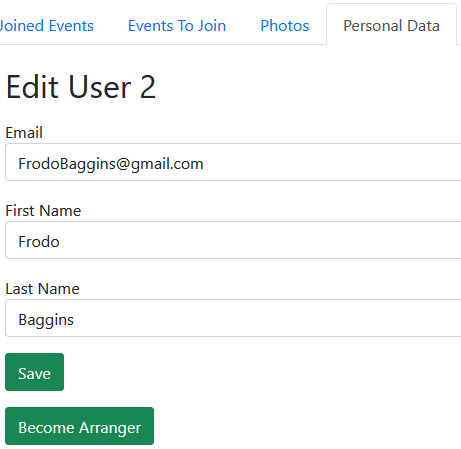 Joined Events Events To Join Photos Personal Data
Edit User 2
Email
FrodoBaggins@gmail.com
First Name
Frodo
Last Name
Baggins
Save
Become Arranger